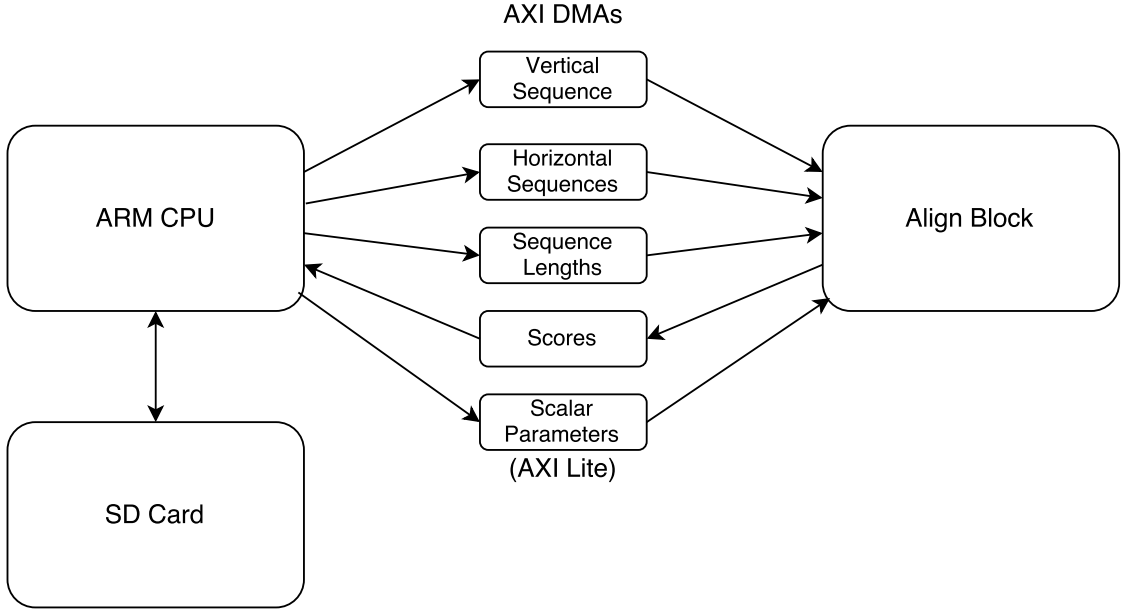 AXI DMAs
Vertical
Sequence
Horizontal
Sequences
ARM CPU
Align Block
Sequence
Lengths
Scores
Scalar
Parameters
(AXI Lite)
SD Card